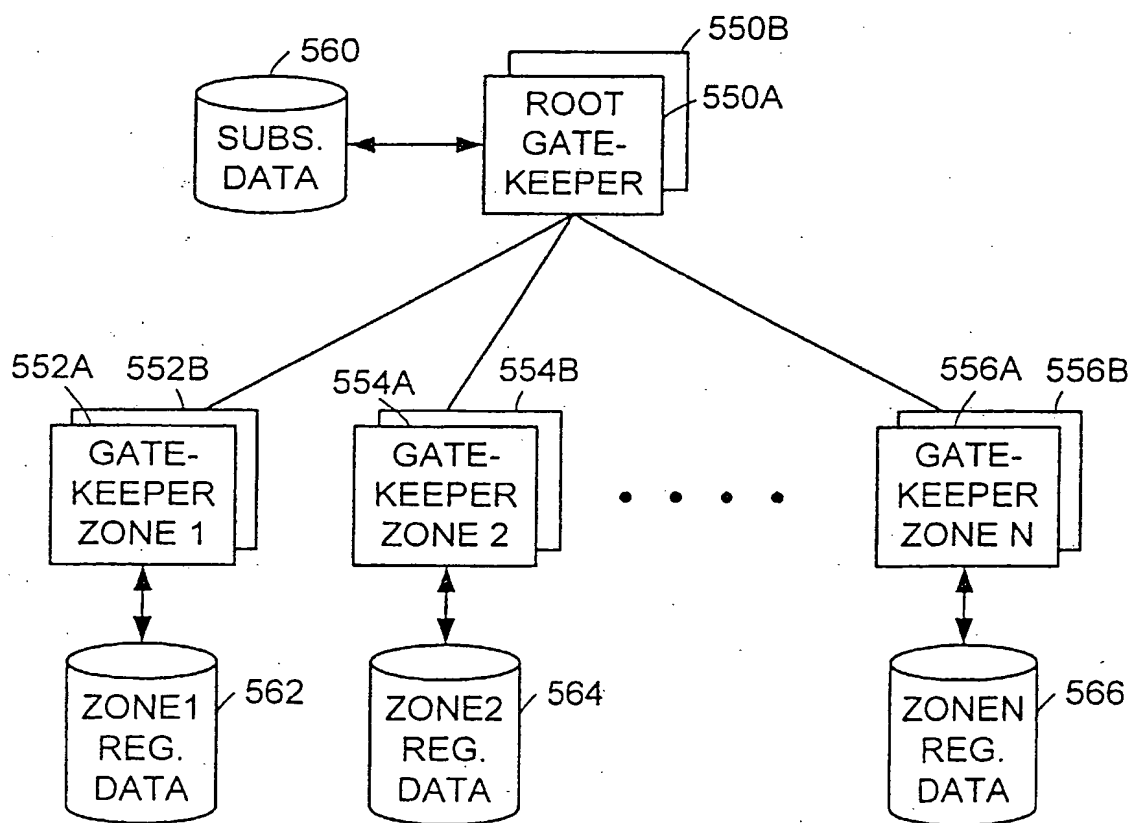 550B
560
550A
ROOT
GATE-
KEEPER
SUBS.
DATA
552A
552B
554A
554B
556A
556B
GATE-
KEEPER
ZONE 1
GATE-
KEEPER
ZONE 2
GATE-
KEEPER
ZONE N
ZONE1
REG.
DATA
562
ZONE2
REG.
DATA
564
ZONEN
REG.
DATA
566